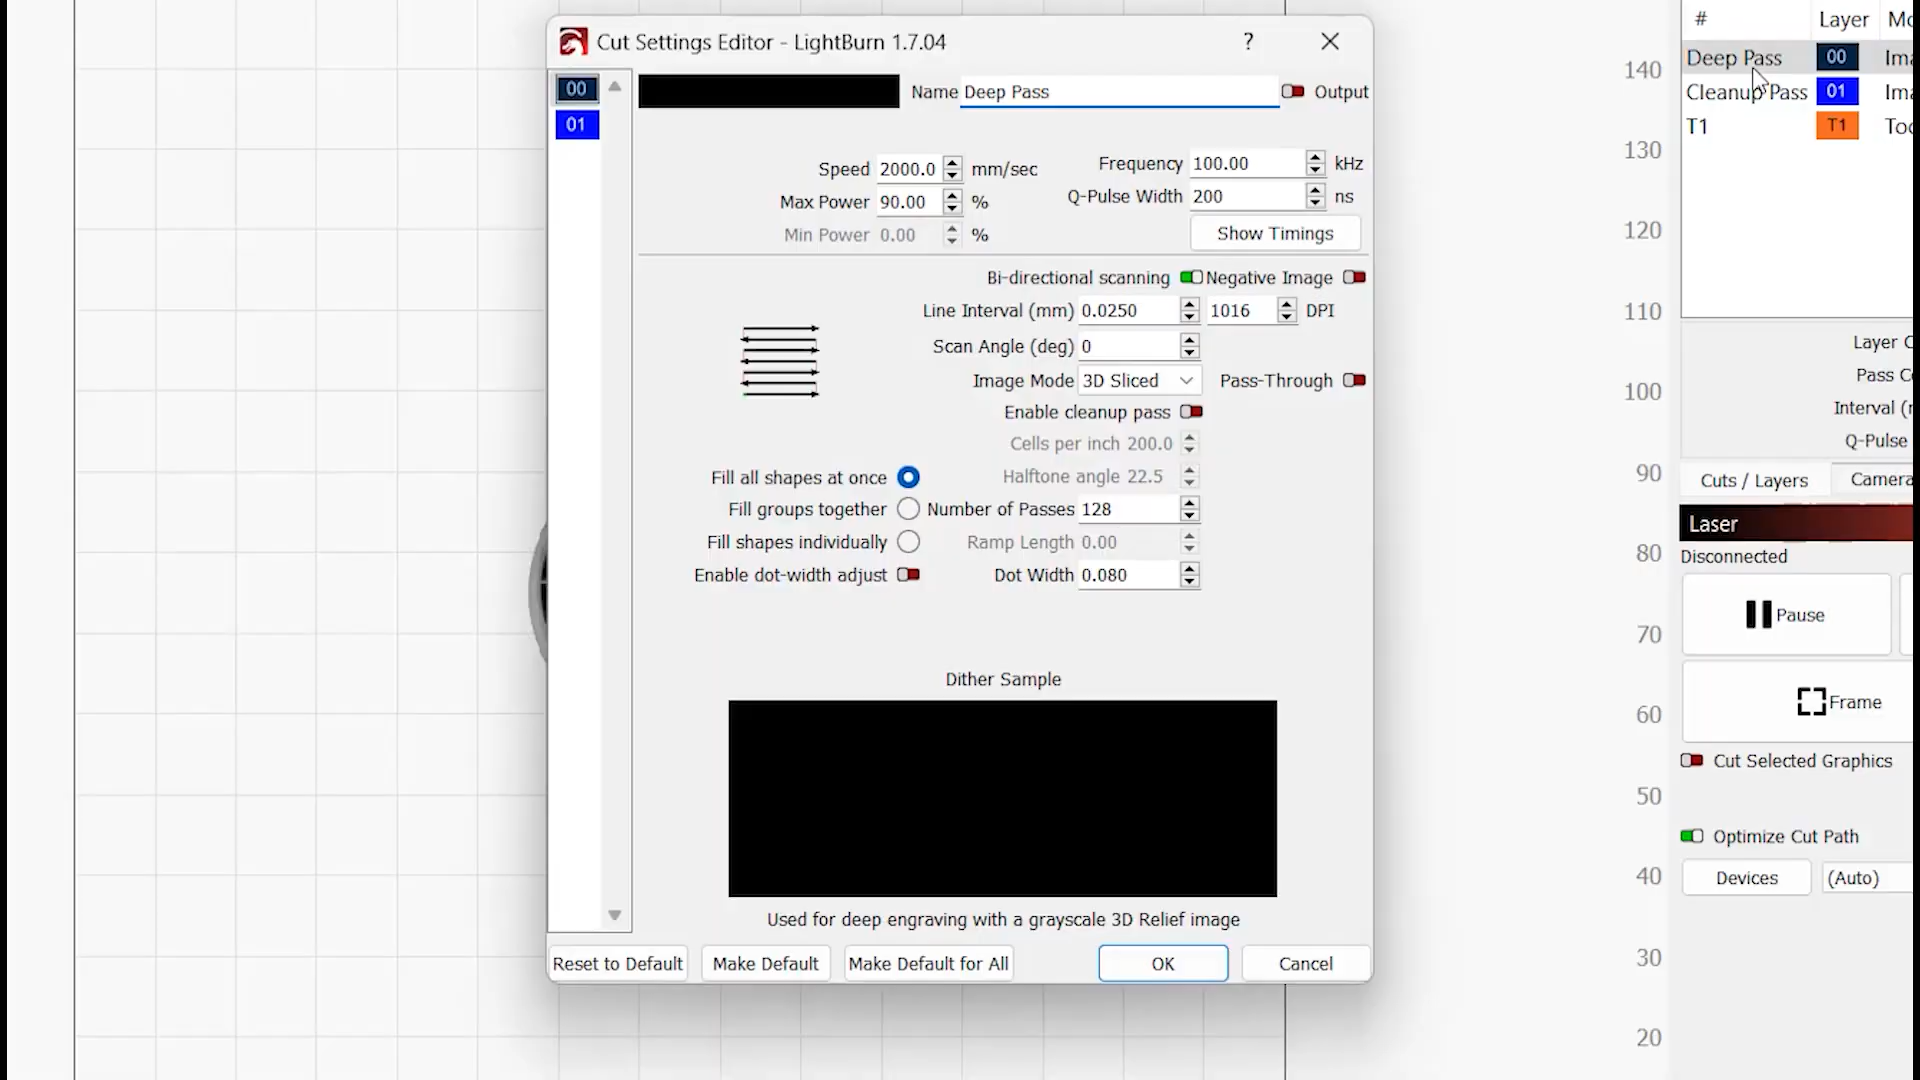 Cut Settings Editor - LightBurn 1.7.04 ?
00
01
Name Deep Pass Output
Speed 2000.0 mm/sec
Max Power 90.00 %
Min Power 0.00 %
Frequency 100.00 kHz
Q-Pulse Width 200 ns
Show Timings
Bi-directional scanning Negative Image
Line Interval (mm) 0.0250 1016 DPI
Scan Angle (deg) 0
Image Mode 3D Sliced Pass-Through
Enable cleanup pass
Cells per inch 200.0
Fill all shapes at once Halftone angle 22.5
Fill groups together Number of Passes 128
Fill shapes individually Ramp Length 0.00
Enable dot-width adjust Dot Width 0.080
Dither Sample
Used for deep engraving with a grayscale 3D Relief image
Reset to Default Make Default Make Default for All OK Cancel
140
130
120
110
100
90
80
70
60
50
40
30
20
# Layer Mo
Deep Pass 00 Ima
Cleanup Pass 01 Ima
T1 T1 Too
Layer C
Pass Co
Interval (m
Q-Pulse
Cuts / Layers Camera
Laser
Disconnected
Pause
Frame
Cut Selected Graphics
Optimize Cut Path
Devices (Auto)